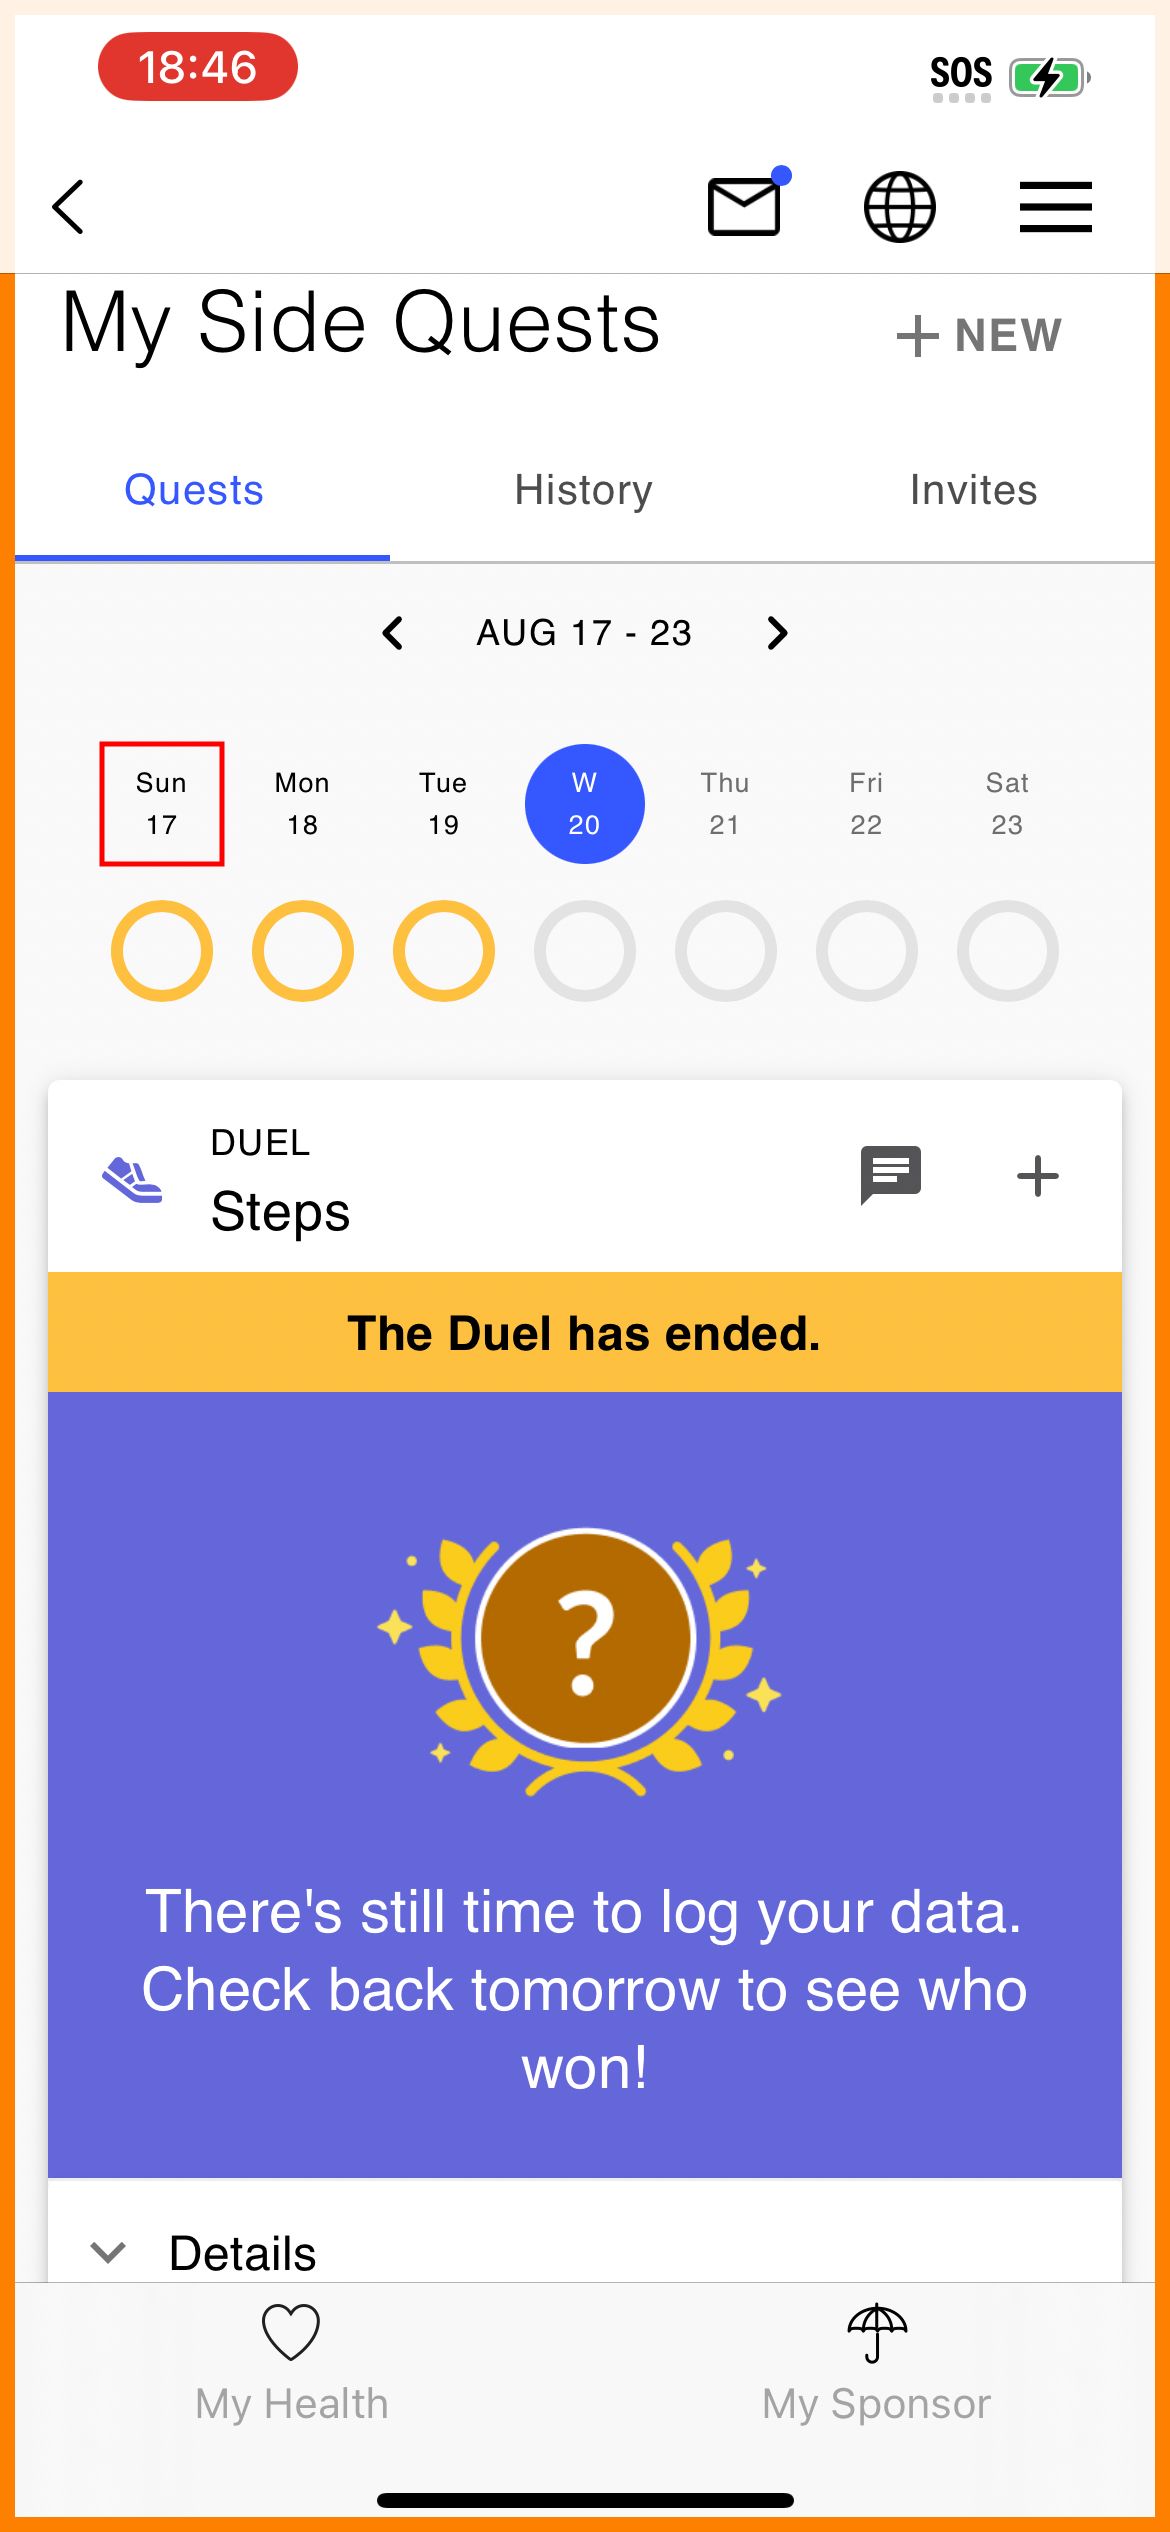 18:46
SOS
My Side Quests
+ NEW
Quests History Invites
AUG 17 - 23
Sun Mon Tue W Thu Fri Sat
17 18 19 20 21 22 23
DUEL
Steps
The Duel has ended.
?
There's still time to log your data.
Check back tomorrow to see who
won!
Details
My Health My Sponsor